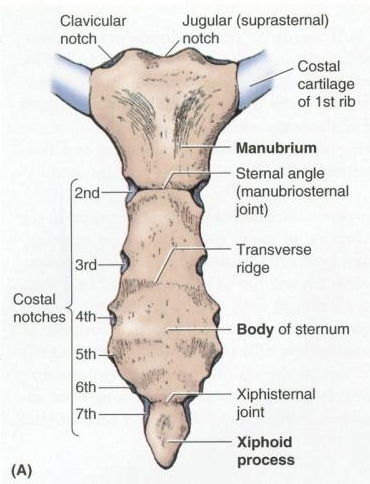 Clavicular
notch
Jugular (suprasternal)
notch
Costal
cartilage
of 1st rib
Manubrium
Sternal angle
(manubriosternal
joint)
Transverse
ridge
Body of sternum
Xiphisternal
joint
Xiphoid
process
Costal
notches
2nd
3rd
4th
5th
6th
7th
(A)